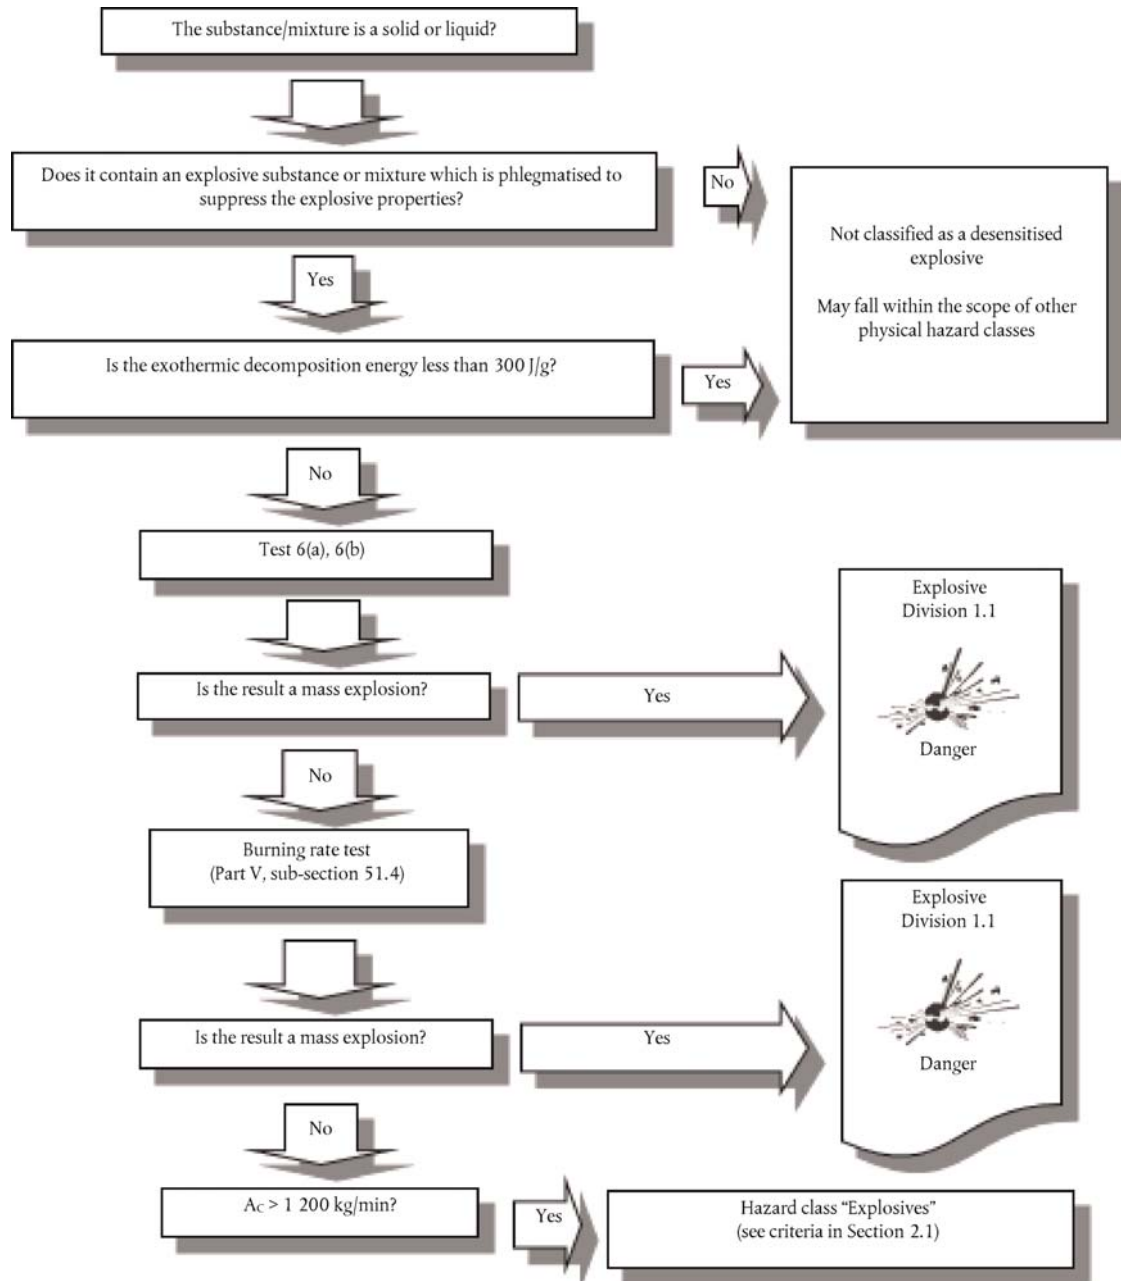 The substance/mixture is a solid or liquid?
Does it contain an explosive substance or mixture which is phlegmatised to
suppress the explosive properties?
No
Not classified as a desensitised
explosive
May fall within the scope of other
physical hazard classes
Yes
Is the exothermic decomposition energy less than 300 J/g?
Yes
No
Test 6(a), 6(b)
Explosive
Division 1.1
Danger
Is the result a mass explosion?
Yes
No
Burning rate test
(Part V, sub-section 51.4)
Explosive
Division 1.1
Danger
Is the result a mass explosion?
Yes
No
AC > 1 200 kg/min?
Yes
Hazard class “Explosives”
(see criteria in Section 2.1)